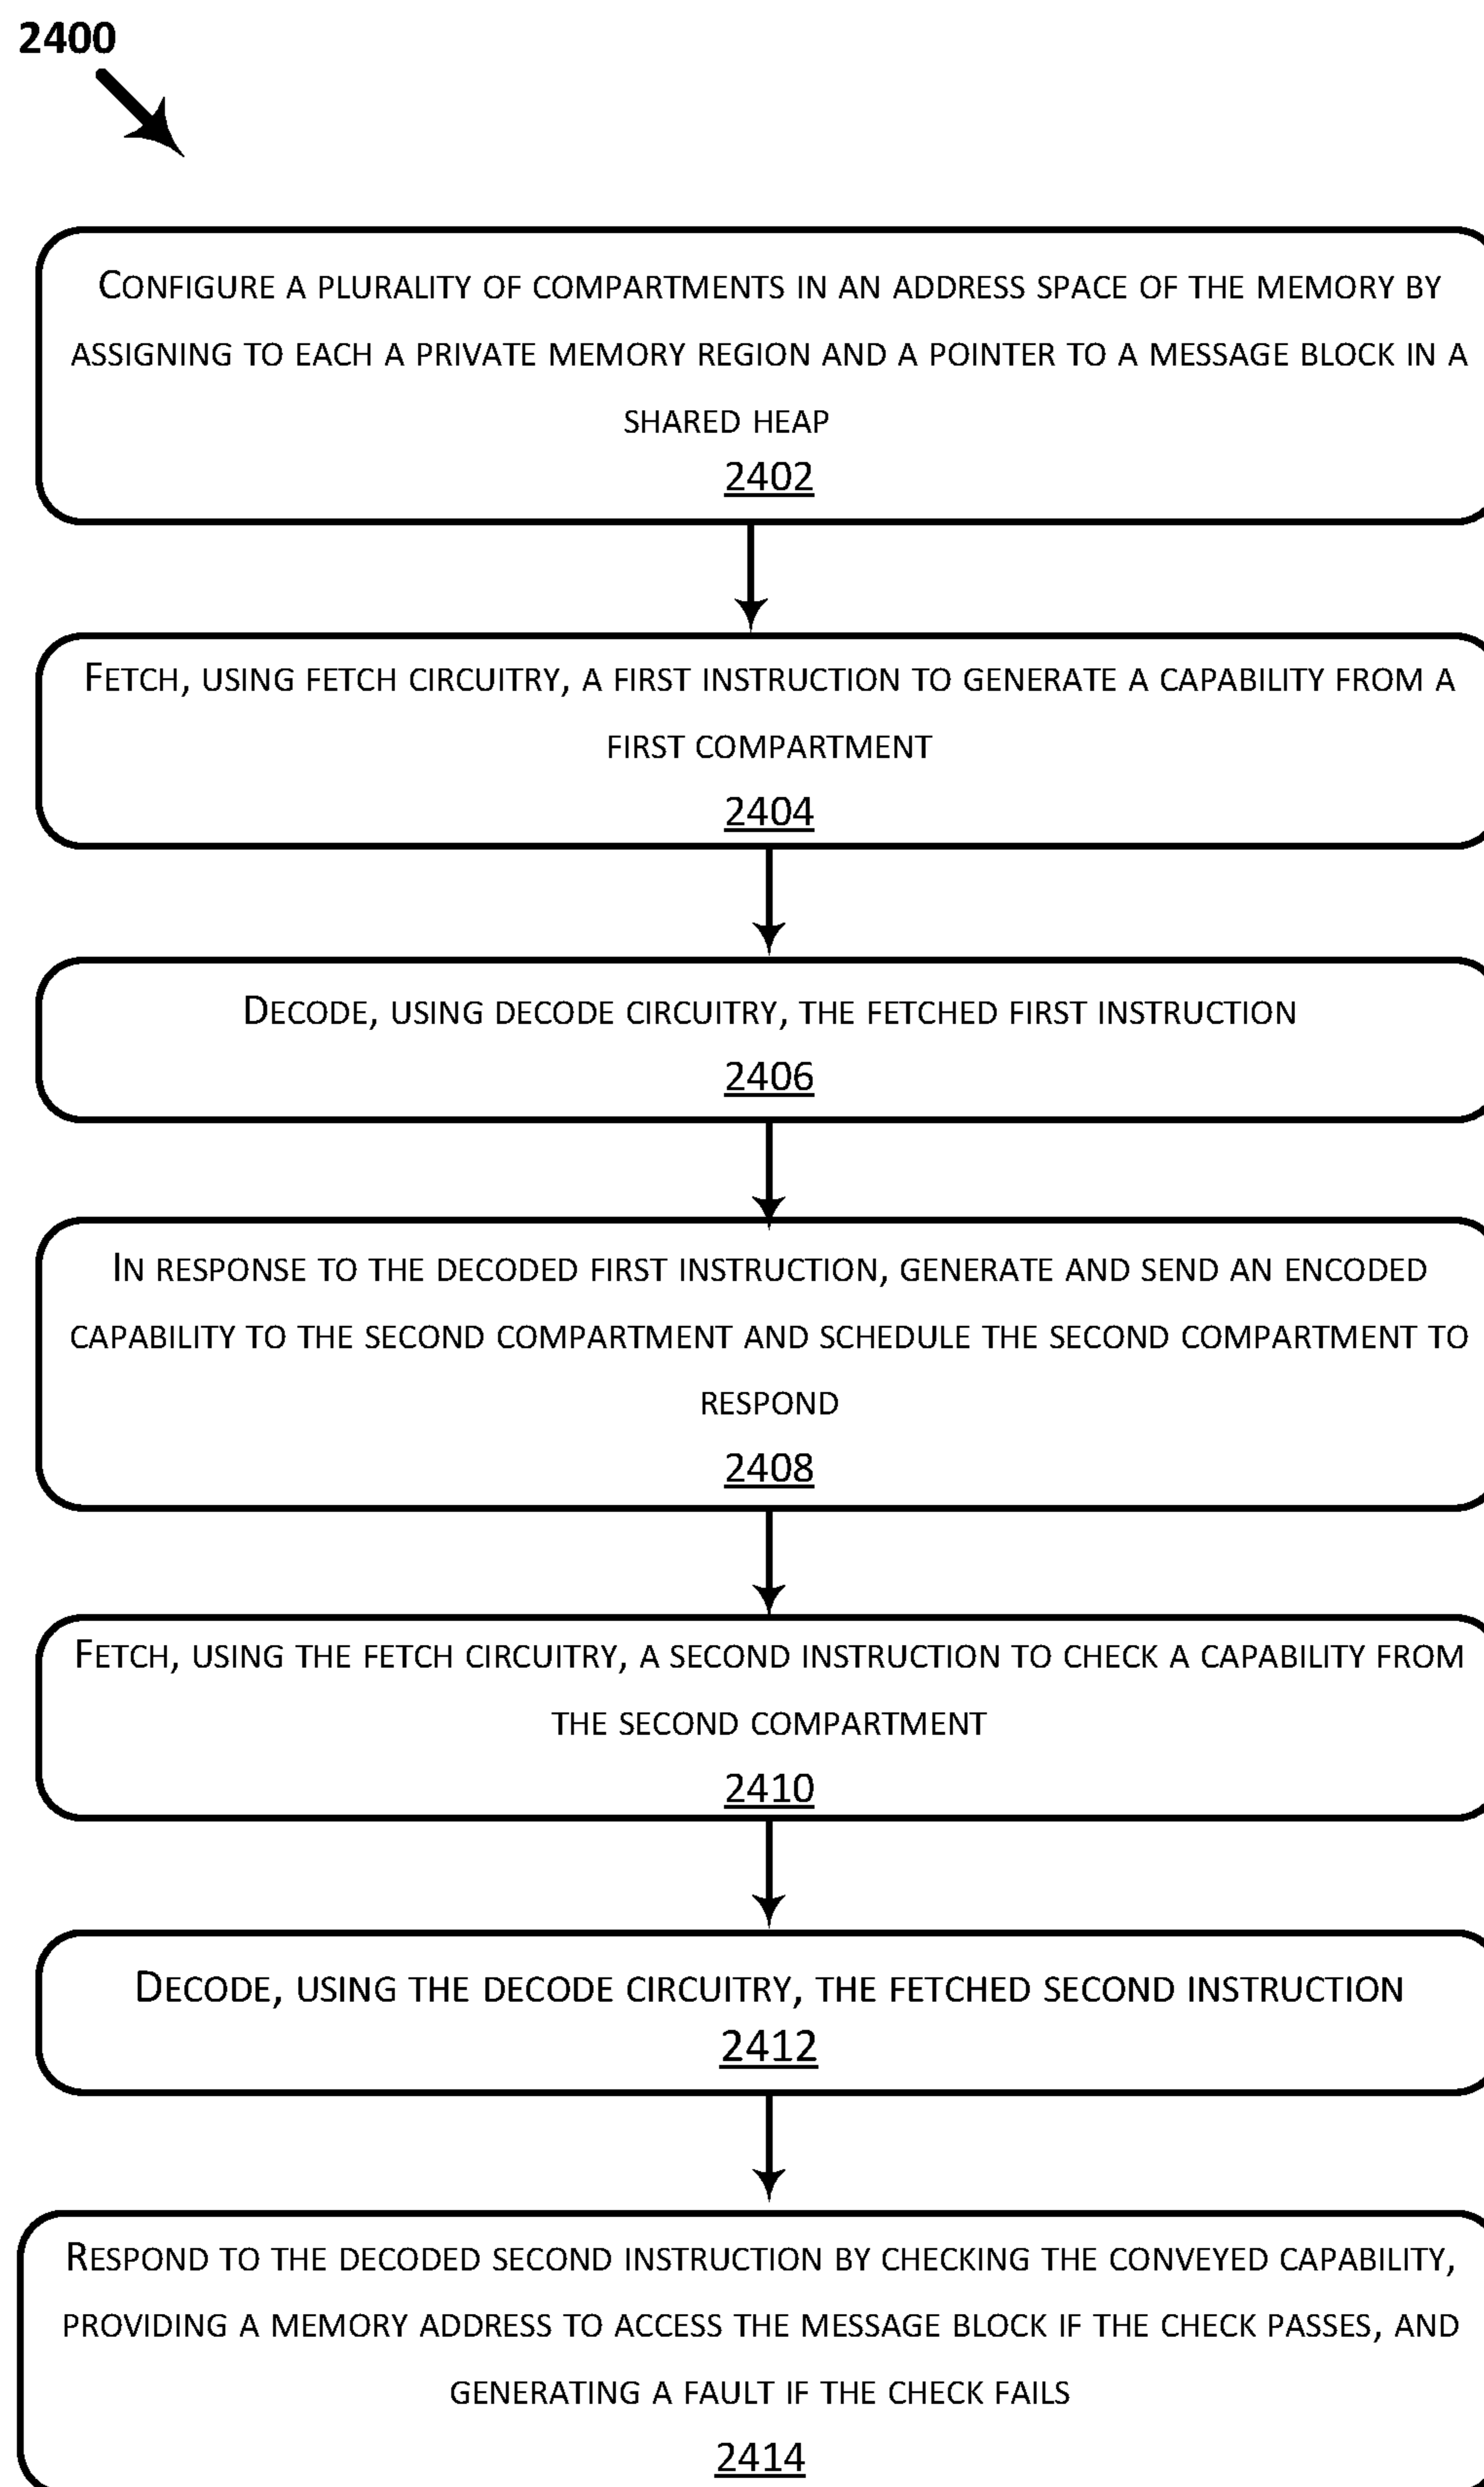 2400
CONFIGURE A PLURALITY OF COMPARTMENTS IN AN ADDRESS SPACE OF THE MEMORY BY
ASSIGNING TO EACH A PRIVATE MEMORY REGION AND A POINTER TO A MESSAGE BLOCK IN A
SHARED HEAP
2402
FETCH, USING FETCH CIRCUITRY, A FIRST INSTRUCTION TO GENERATE A CAPABILITY FROM A
FIRST COMPARTMENT
2404
DECODE, USING DECODE CIRCUITRY, THE FETCHED FIRST INSTRUCTION
2406
IN RESPONSE TO THE DECODED FIRST INSTRUCTION, GENERATE AND SEND AN ENCODED
CAPABILITY TO THE SECOND COMPARTMENT AND SCHEDULE THE SECOND COMPARTMENT TO
RESPOND
2408
FETCH, USING THE FETCH CIRCUITRY, A SECOND INSTRUCTION TO CHECK A CAPABILITY FROM
THE SECOND COMPARTMENT
2410
DECODE, USING THE DECODE CIRCUITRY, THE FETCHED SECOND INSTRUCTION
2412
RESPOND TO THE DECODED SECOND INSTRUCTION BY CHECKING THE CONVEYED CAPABILITY,
PROVIDING A MEMORY ADDRESS TO ACCESS THE MESSAGE BLOCK IF THE CHECK PASSES, AND
GENERATING A FAULT IF THE CHECK FAILS
2414